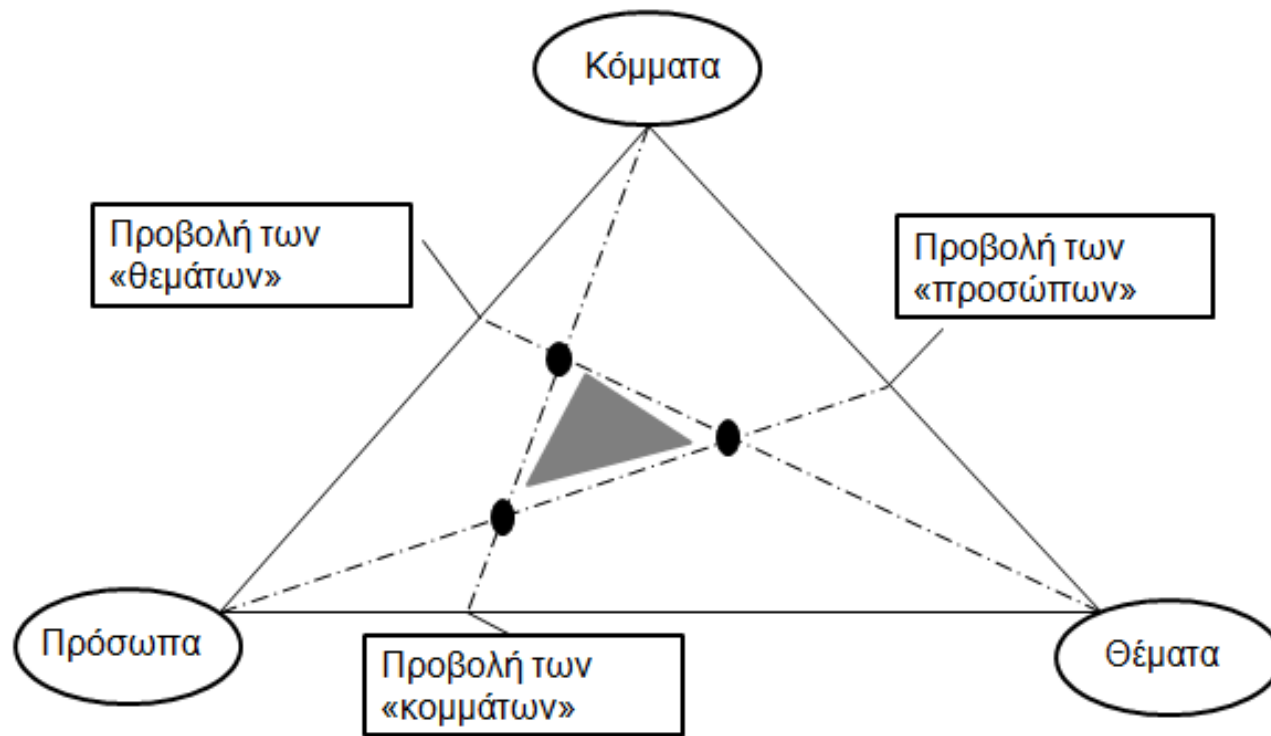 Κόμματα
Προβολή των
«θεμάτων»
Προβολή των
«προσώπων»
Πρόσωπα
Προβολή των
«κομμάτων»
Θέματα